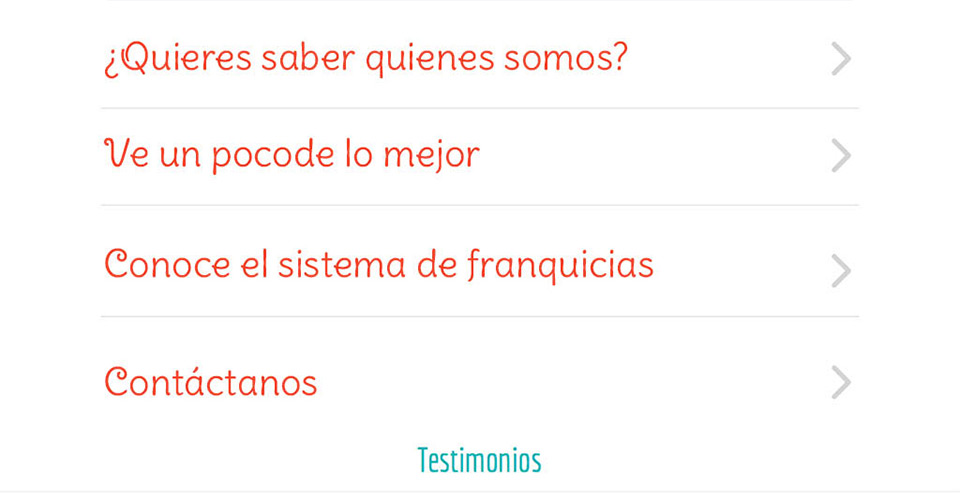 ¿Quieres saber quienes somos?
Ve un pocode lo mejor
Conoce el sistema de franquicias
Contáctanos
Testimonios